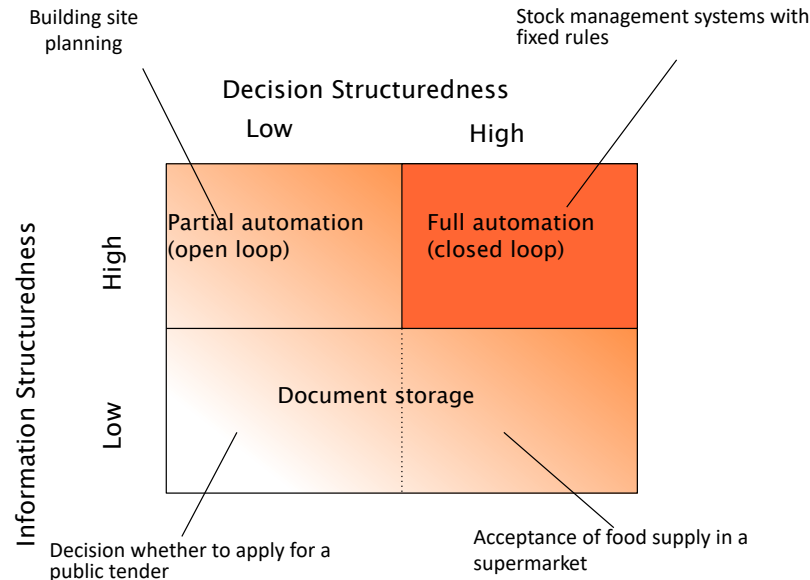 Building site
planning
Stock management systems with
fixed rules
Decision Structuredness
Low
High
Information Structuredness
High
Partial automation
(open loop)
Full automation
(closed loop)
Low
Document storage
Decision whether to apply for a
public tender
Acceptance of food supply in a
supermarket